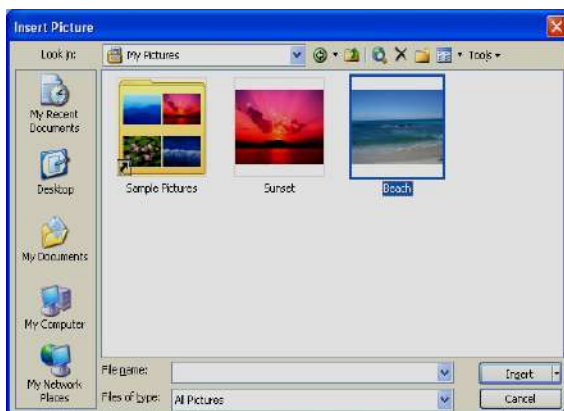 Insert Picture
Look in:
My Pictures
Tools
My Recent
Documents
Desktop
My Documents
My Computer
My Network
Places
Sample Pictures
Sunset
Beach
File name:
Insert
Files of type:
All Pictures
Cancel